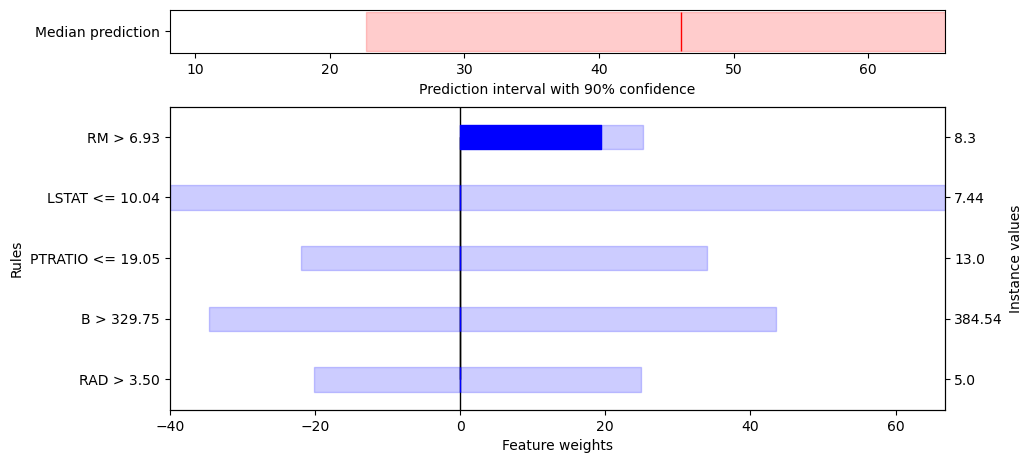 Median prediction
10 20 30 40 50 60
Prediction interval with 90% confidence
RM > 6.93 8.3
LSTAT <= 10.04 7.44
PTRATIO <= 19.05 13.0
B > 329.75 384.54
RAD > 3.50 5.0
Rules
Instance values
−40 −20 0 20 40 60
Feature weights